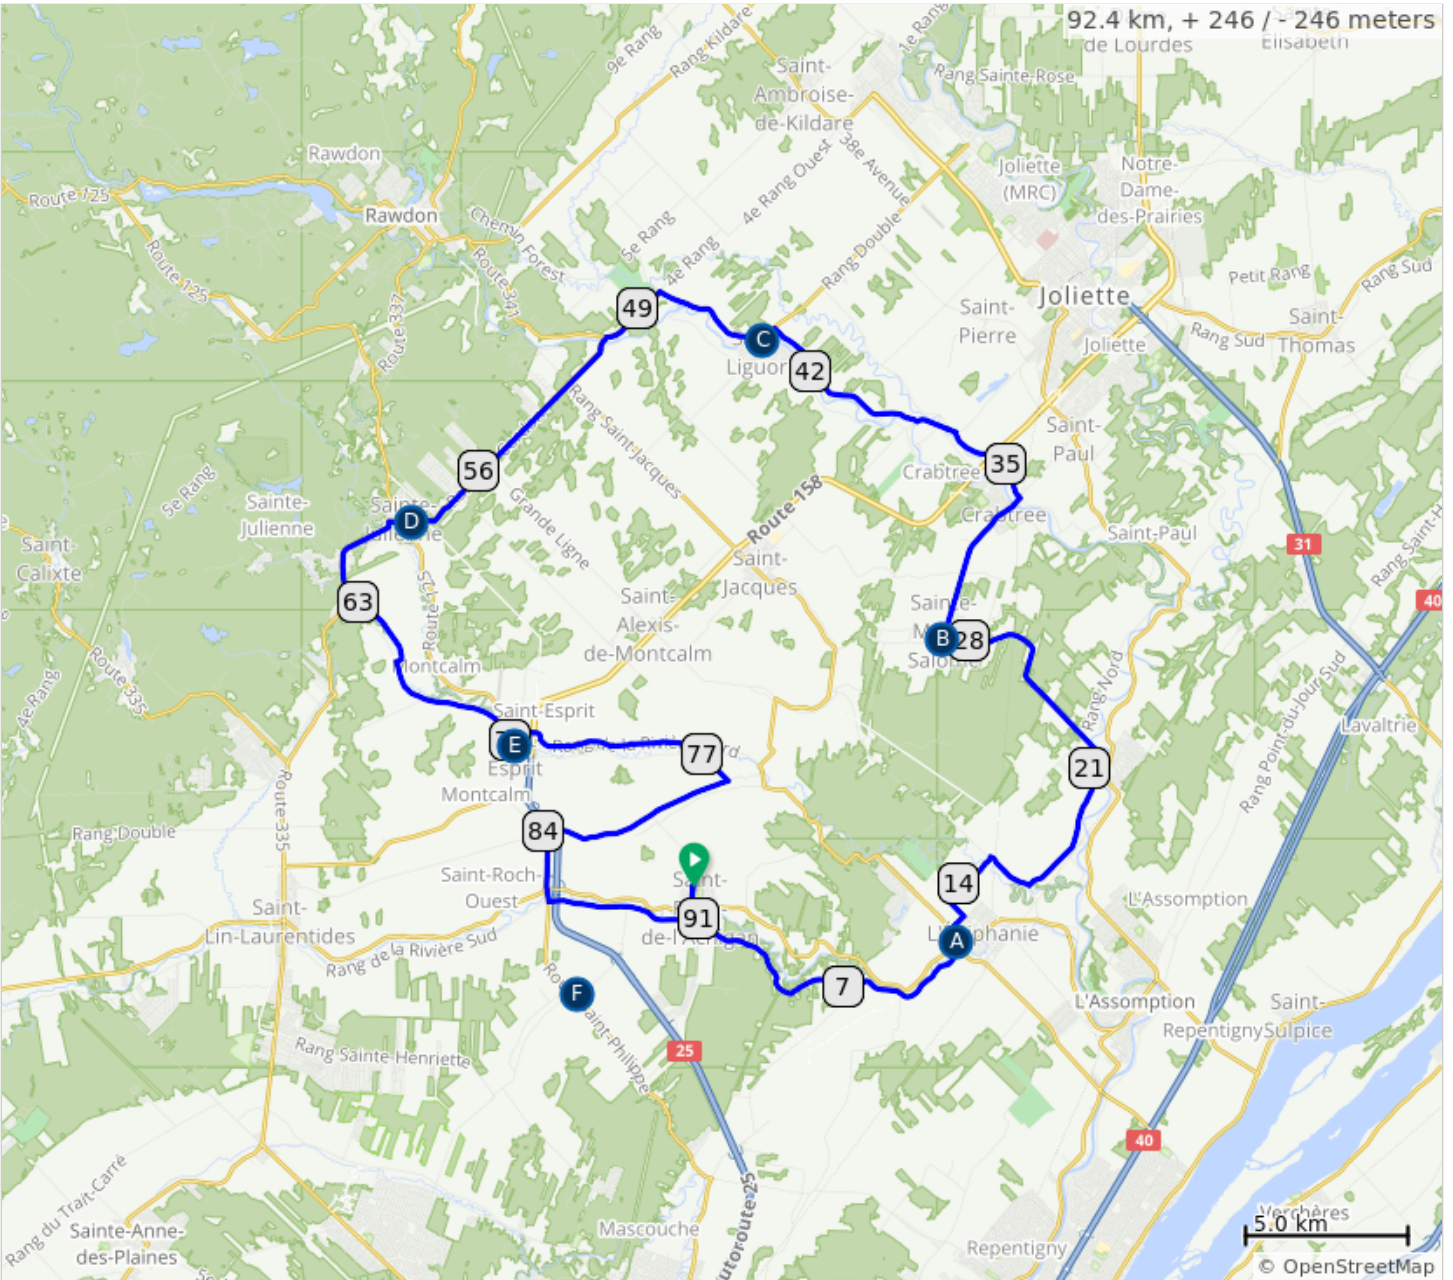 92.4 km, + 246 / - 246 meters
de Lourdes
Elisabeth
9e Rang
Rang Kildare
1e Rang
Saint-
Ambroise-
de-Kildare
Rang Sainte-Rose
Rawdon
38e Avenue
Joliette
(MRC)
Notre-
Dame-
des-Prairies
Route 125
Rawdon
4e Rang Ouest
Chemin Forest
5e Rang
4e Rang
Rang Double
Route 125
Route 341
Route 337
Petit Rang
Rang Sud
Joliette
49
C
Saint-
Pierre
Joliette
Rang Sud
Saint-
Thomas
Liguori
42
Rang Saint-Jacques
Saint-
Paul
35
Crabtree
56
5e Rang
Sainte-
Julienne
D
Grande Ligne
Route 158
Crabtree
Saint-Paul
31
Saint-
Calixte
Saint-
Jacques
63
Route 125
Saint-
Alexis-
de-Montcalm
B
28
40
Montcalm
Route 335
4e Rang
Rang Nord
Rang Point-du-Jour Sud
Lavaltrie
Saint-Esprit
E
Esprit
77
21
Montcalm
Route 335
Rang Double
84
Saint-Roch-
Ouest
Saint-
14
L'Assomption
Saint-
Lin-Laurentides
91
de-l'Achigan
A
Rang de la Rivière Sud
7
F
L'Assomption
Saint-
Sulpice
Repentigny
Rang Sainte Henriette
25
40
Rang du Trait-Carré
Sainte-Anne-
des-Plaines
Mascouche
Autoroute 25
Repentigny
Verchères
5.0 km
© OpenStreetMap